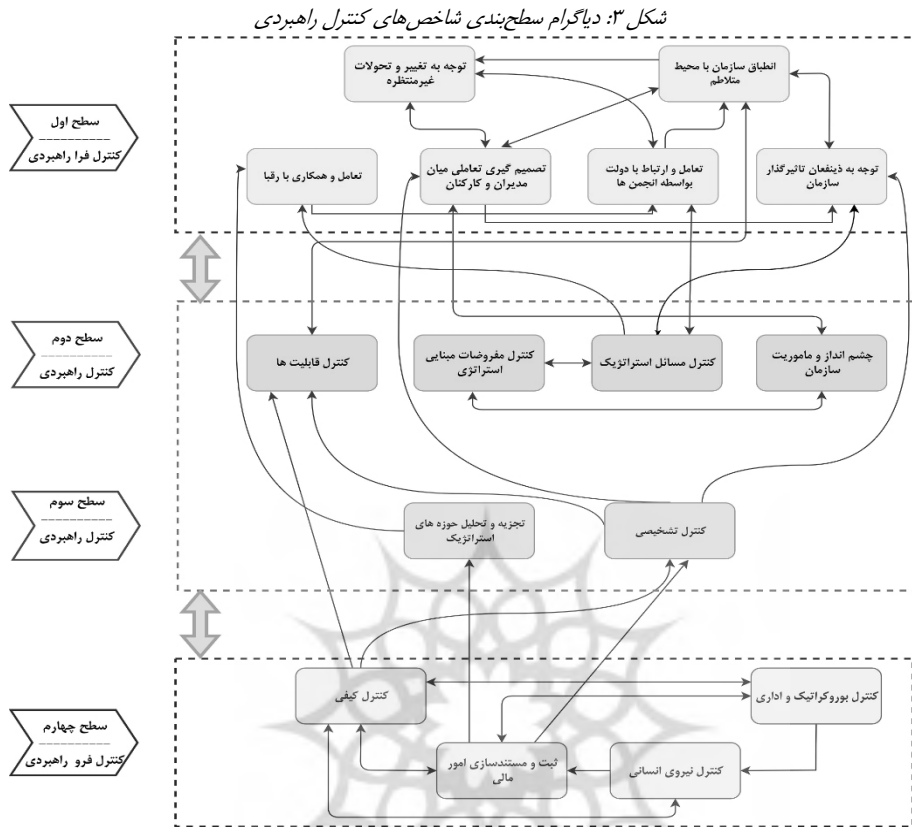 شکل ۳: دیاگرام سطح‌بندی شاخص‌های کنترل راهبردی
سطح اول
کنترل فرا راهبردی
انطباق سازمان با محیط
متلاطم
توجه به تغییر و تحولات
غیرمنتظره
توجه به ذینفعان تاثیرگذار
سازمان
تعامل و ارتباط با دولت
بواسطه انجمن ها
تصمیم گیری تعاملی میان
مدیران و کارکنان
تعامل و همکاری با رقبا
سطح دوم
کنترل راهبردی
چشم انداز و ماموریت
سازمان
کنترل مسائل استراتژیک
کنترل مفروضات مبنایی
استراتژی
کنترل قابلیت ها
سطح سوم
کنترل راهبردی
کنترل تشخیصی
تجزیه و تحلیل حوزه های
استراتژیک
سطح چهارم
کنترل فرو راهبردی
کنترل بوروکراتیک و اداری
کنترل کیفی
کنترل نیروی انسانی
ثبت و مستندسازی امور
مالی